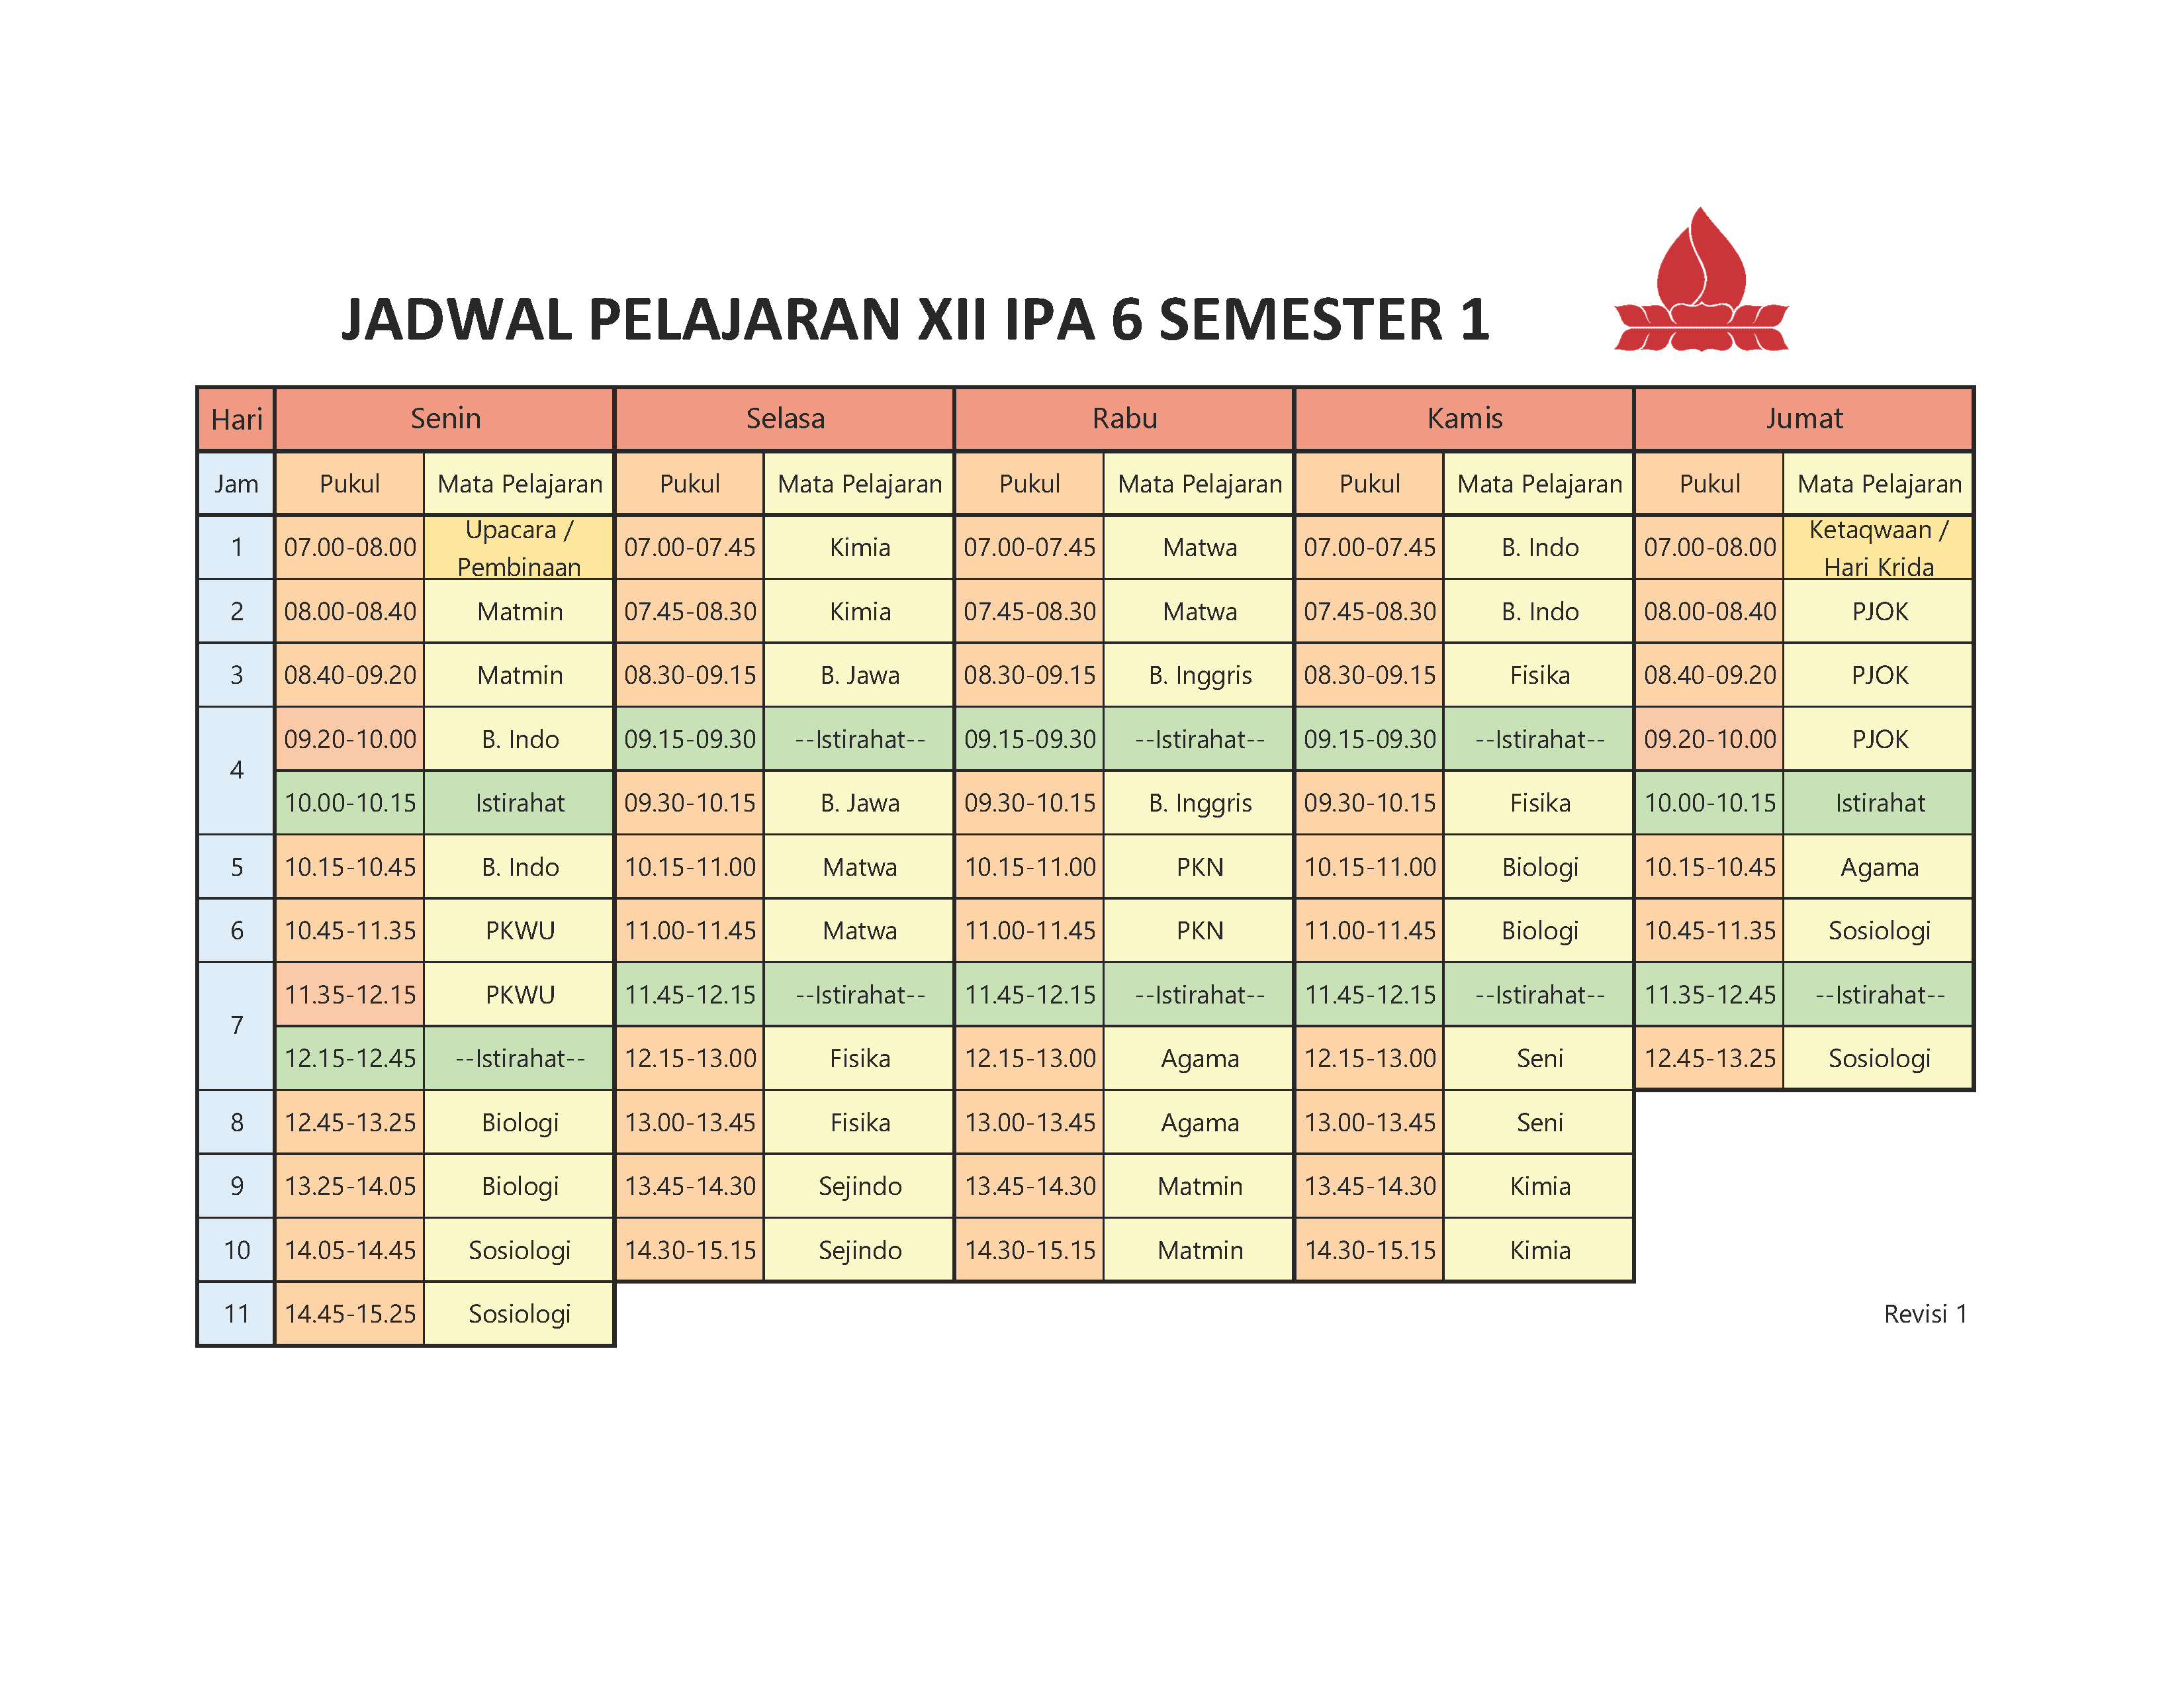 JADWAL PELAJARAN XII IPA 6 SEMESTER 1
Hari Senin Selasa Rabu Kamis Jumat
Jam Pukul Mata Pelajaran Pukul Mata Pelajaran Pukul Mata Pelajaran Pukul Mata Pelajaran Pukul Mata Pelajaran
1 07.00-08.00 Upacara / Pembinaan 07.00-07.45 Kimia 07.00-07.45 Matwa 07.00-07.45 B. Indo 07.00-08.00 Ketaqwaan / Hari Krida
2 08.00-08.40 Matmin 07.45-08.30 Kimia 07.45-08.30 Matwa 07.45-08.30 B. Indo 08.00-08.40 PJOK
3 08.40-09.20 Matmin 08.30-09.15 B. Jawa 08.30-09.15 B. Inggris 08.30-09.15 Fisika 08.40-09.20 PJOK
4 09.20-10.00 B. Indo 09.15-09.30 --Istirahat-- 09.15-09.30 --Istirahat-- 09.15-09.30 --Istirahat-- 09.20-10.00 PJOK
10.00-10.15 Istirahat 09.30-10.15 B. Jawa 09.30-10.15 B. Inggris 09.30-10.15 Fisika 10.00-10.15 Istirahat
5 10.15-10.45 B. Indo 10.15-11.00 Matwa 10.15-11.00 PKN 10.15-11.00 Biologi 10.15-10.45 Agama
6 10.45-11.35 PKWU 11.00-11.45 Matwa 11.00-11.45 PKN 11.00-11.45 Biologi 10.45-11.35 Sosiologi
7 11.35-12.15 PKWU 11.45-12.15 --Istirahat-- 11.45-12.15 --Istirahat-- 11.45-12.15 --Istirahat-- 11.35-12.45 --Istirahat--
12.15-12.45 --Istirahat-- 12.15-13.00 Fisika 12.15-13.00 Agama 12.15-13.00 Seni 12.45-13.25 Sosiologi
8 12.45-13.25 Biologi 13.00-13.45 Fisika 13.00-13.45 Agama 13.00-13.45 Seni
9 13.25-14.05 Biologi 13.45-14.30 Sejindo 13.45-14.30 Matmin 13.45-14.30 Kimia
10 14.05-14.45 Sosiologi 14.30-15.15 Sejindo 14.30-15.15 Matmin 14.30-15.15 Kimia
11 14.45-15.25 Sosiologi
Revisi 1